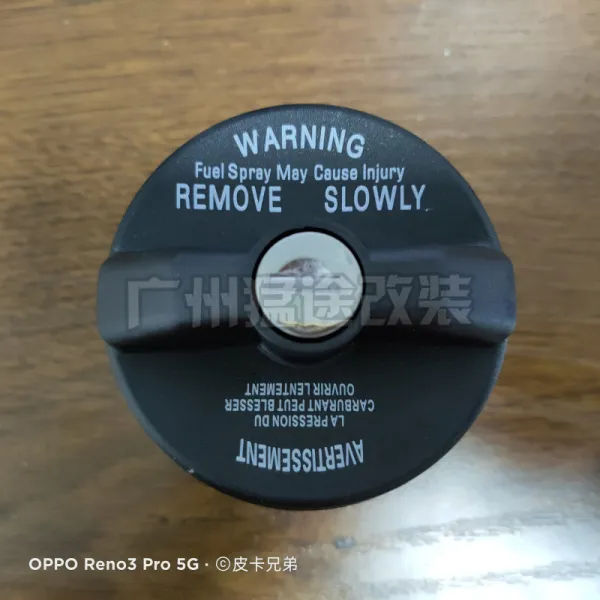 WARNING
Fuel Spray May Cause Injury
REMOVE SLOWLY
广州猛途改装
AVERTISSEMENT
LA PRESSION DU
CARBURANT PEUT BLESSER
OUVRIR LENTEMENT
OPPO Reno3 Pro 5G · ©皮卡兄弟